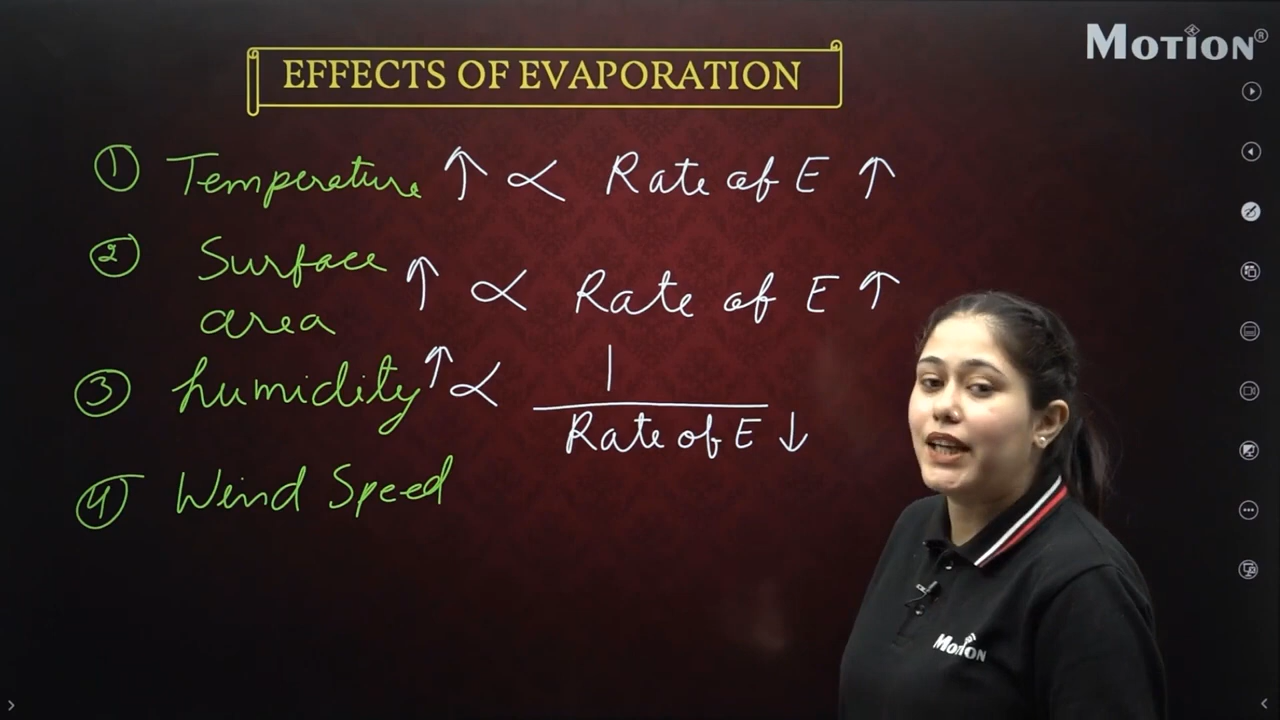 MOTION®
EFFECTS OF EVAPORATION
① Temperature ↑ ∝ Rate of E ↑
② Surface area ↑ ∝ Rate of E ↑
③ humidity ↑ ∝ 1 / Rate of E ↓
④ Wind Speed
MOTION